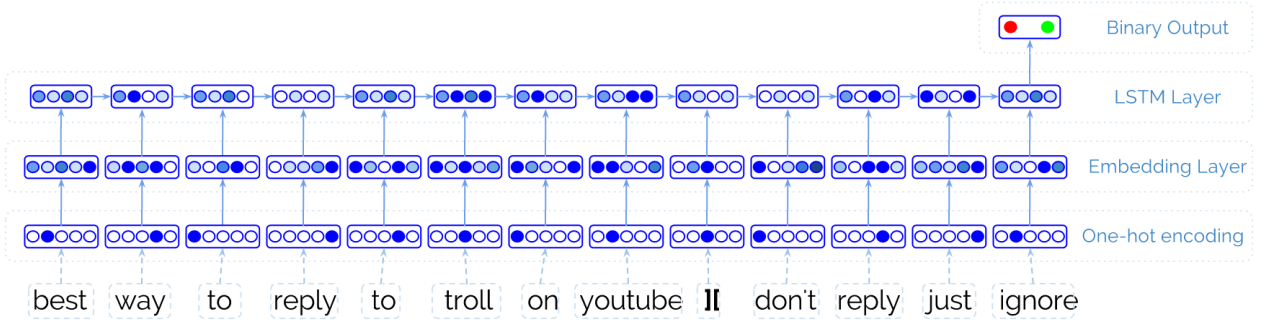 Binary Output
LSTM Layer
Embedding Layer
One-hot encoding
best way to reply to troll on youtube ][ don't reply just ignore